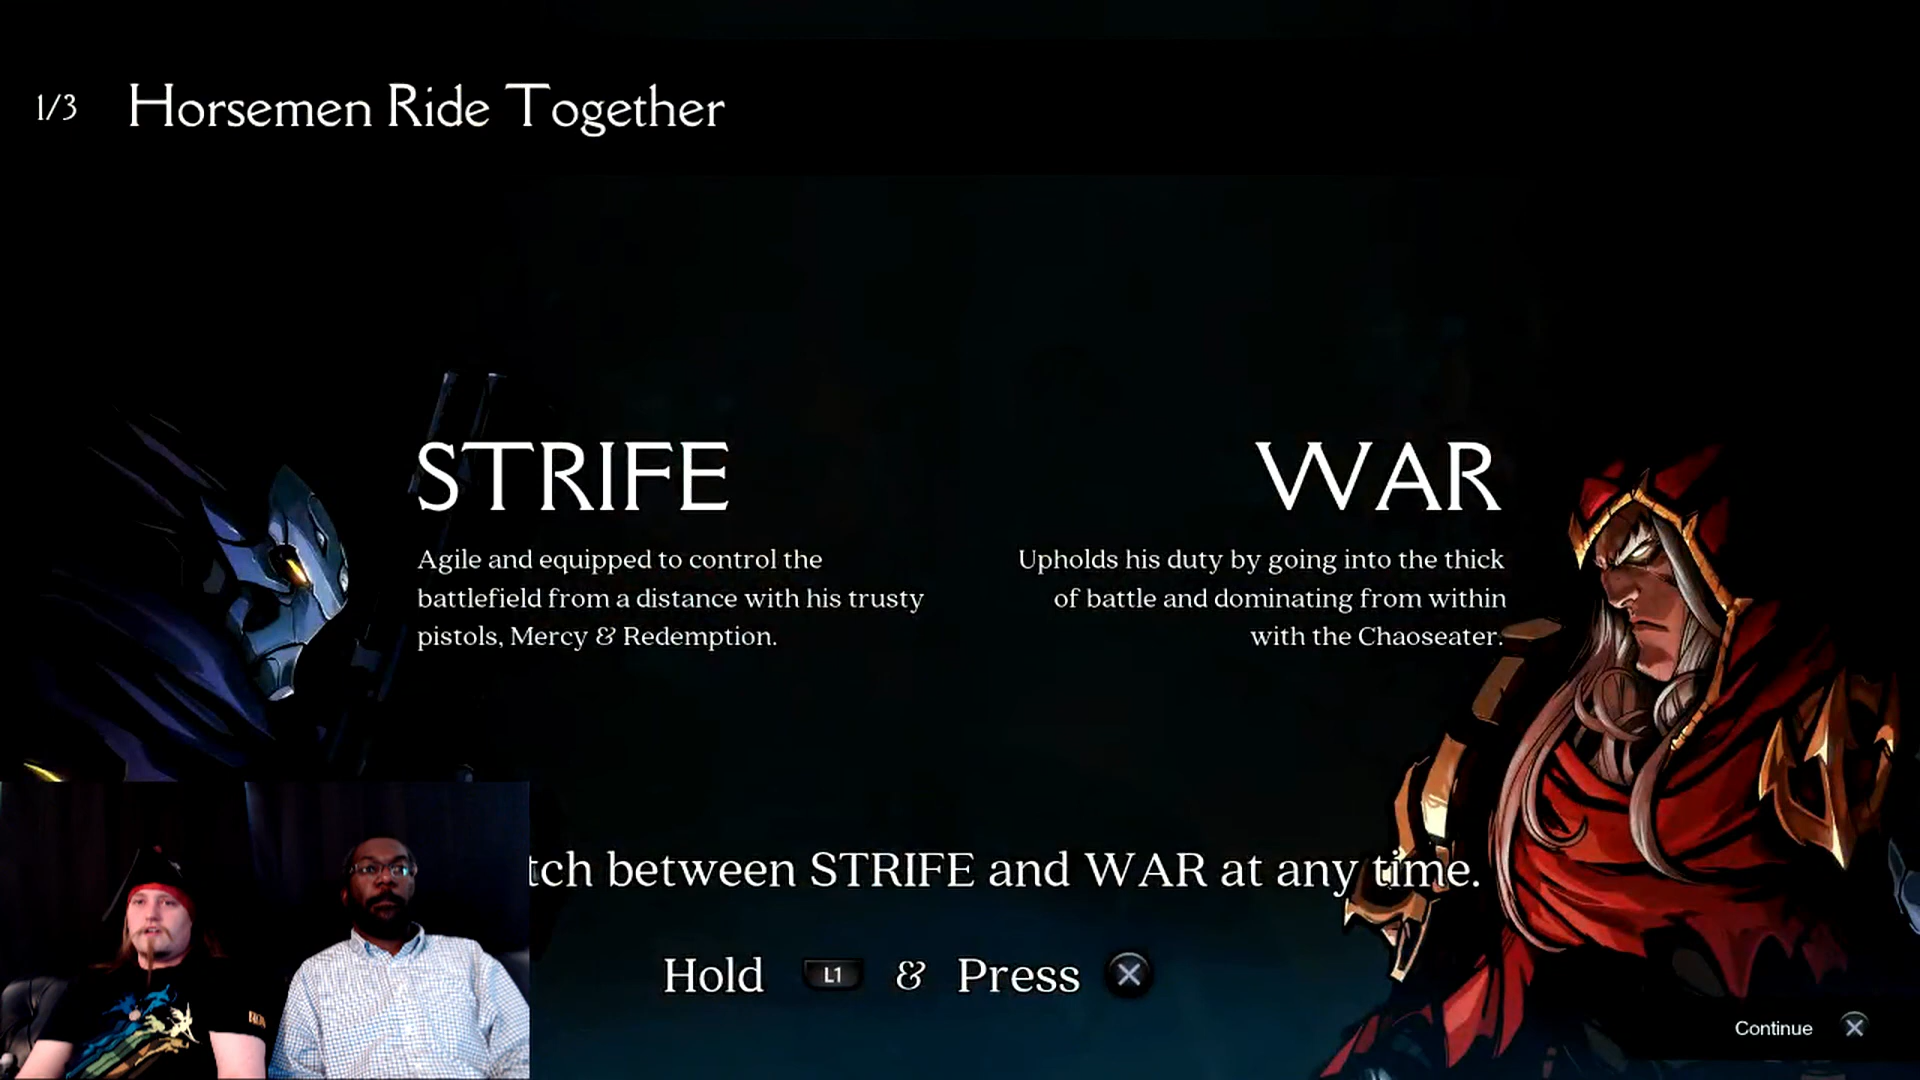 1/3 Horsemen Ride Together
STRIFE
Agile and equipped to control the
battlefield from a distance with his trusty
pistols, Mercy & Redemption.
WAR
Upholds his duty by going into the thick
of battle and dominating from within
with the Chaoseater.
tch between STRIFE and WAR at any time.
Hold L1 & Press
Continue